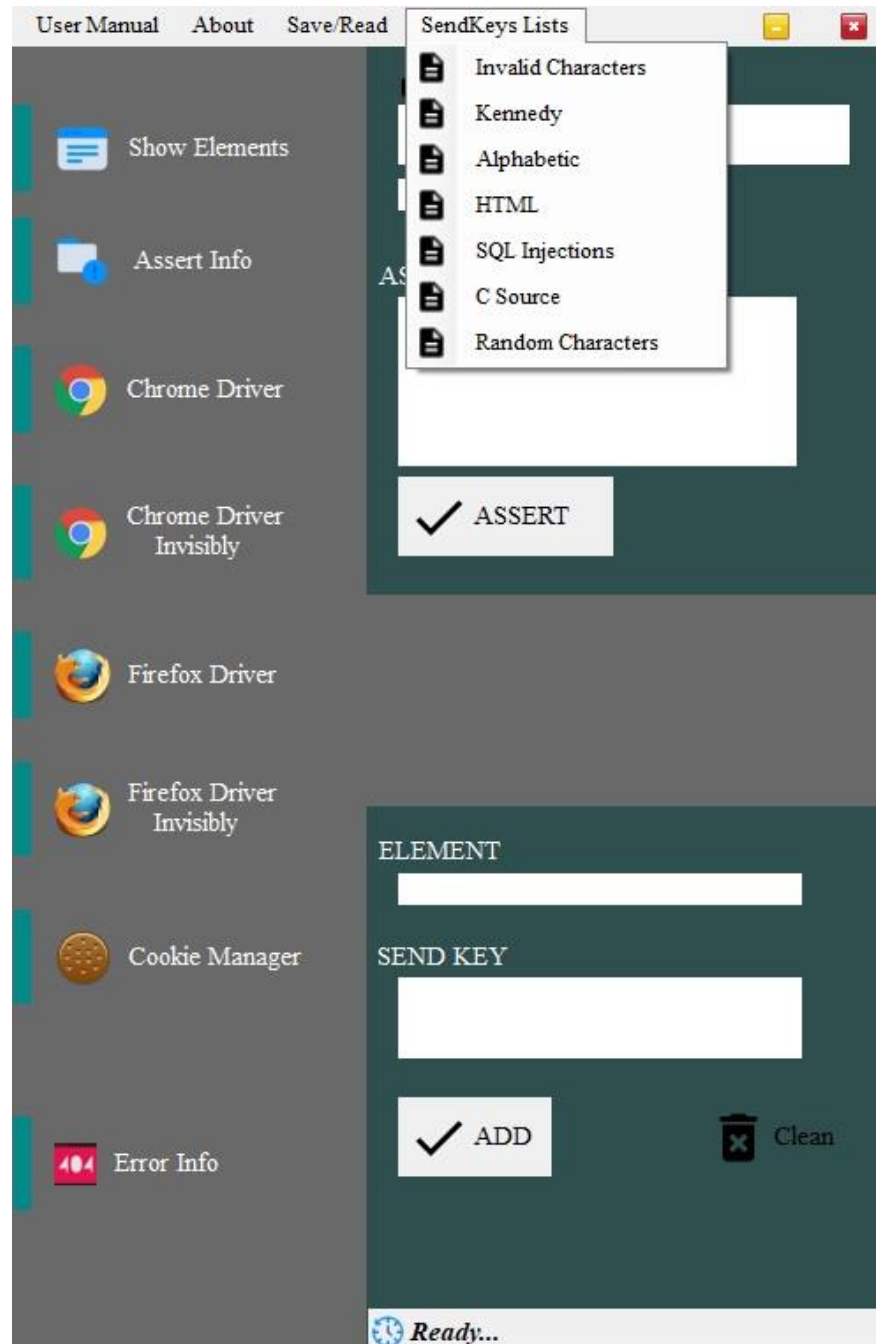 User Manual About Save/Read SendKeys Lists
Invalid Characters
Kennedy
Alphabetic
HTML
SQL Injections
C Source
Random Characters
Show Elements
Assert Info
Chrome Driver
Chrome Driver
Invisibly
Firefox Driver
Firefox Driver
Invisibly
Cookie Manager
404 Error Info
AS
ASSERT
ELEMENT
SEND KEY
ADD
Clean
Ready...